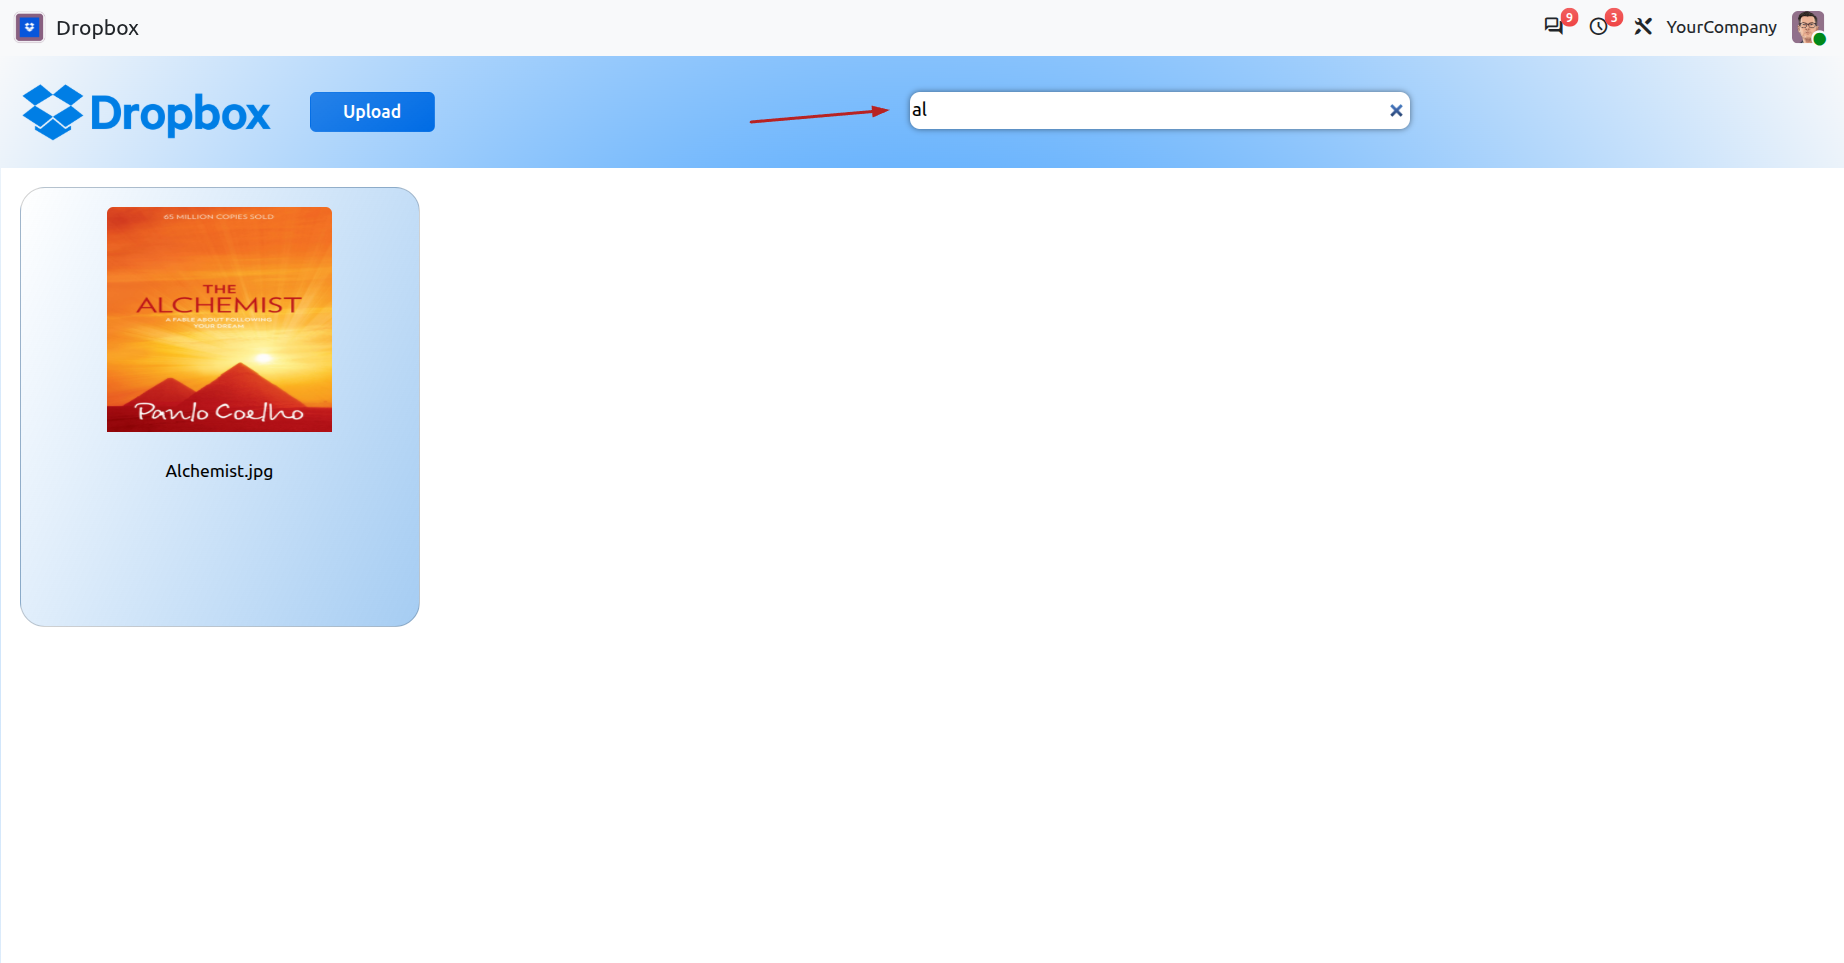 Dropbox
9
3
YourCompany
Dropbox
Upload
al
65 MILLION COPIES SOLD
THE
ALCHEMIST
A FABLE ABOUT FOLLOWING
YOUR DREAM
Paulo Coelho
Alchemist.jpg